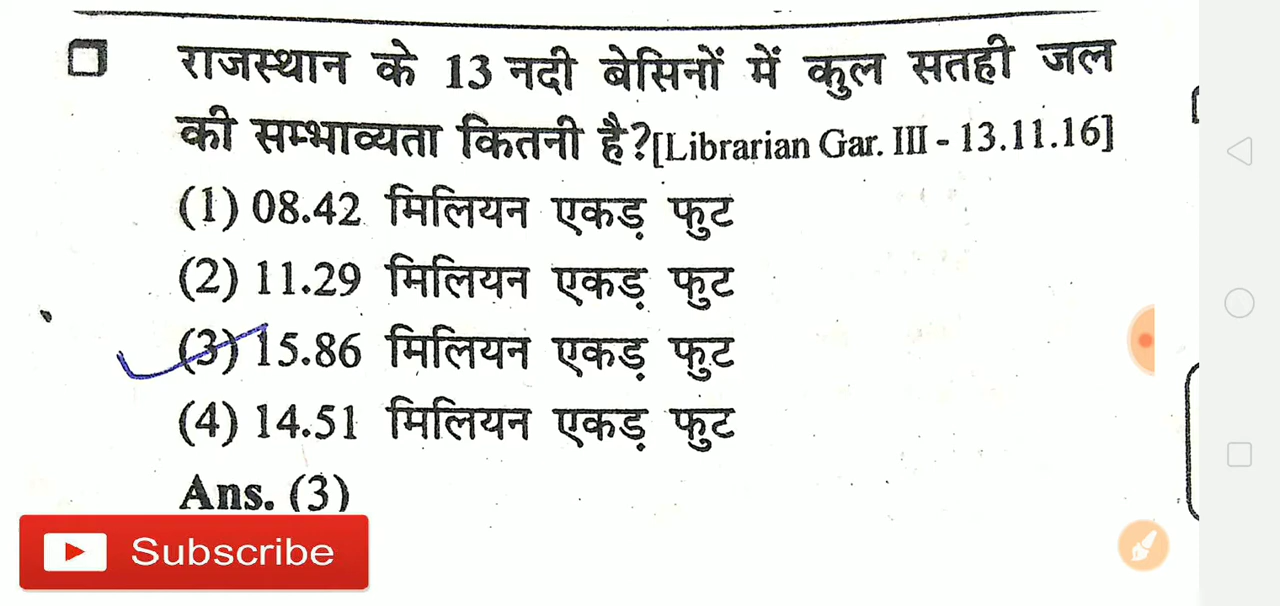 राजस्थान के 13 नदी बेसिनों में कुल सतही जल
की सम्भाव्यता कितनी है?[Librarian Gar. III - 13.11.16]
(1) 08.42 मिलियन एकड़ फुट
(2) 11.29 मिलियन एकड़ फुट
(3) 15.86 मिलियन एकड़ फुट
(4) 14.51 मिलियन एकड़ फुट
Ans. (3)
Subscribe